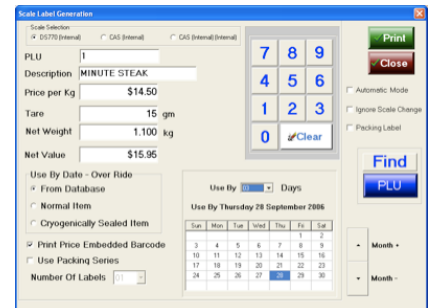 Scale Label Generation
Scale Selection
DS770 (Internal) CAS (Internal) CAS (Internal) (Internal)
PLU 1
Description MINUTE STEAK
Price per Kg $14.50
Tare 15 gm
Net Weight 1.100 kg
Net Value $15.95
7 8 9
4 5 6
1 2 3
0 Clear
Print
Close
Automatic Mode
Ignore Scale Change
Packing Label
Find
PLU
Use By Date - Over Ride
From Database
Normal Item
Cryogenically Sealed Item
Print Price Embedded Barcode
Use Packing Series
Number Of Labels 01
Use By Days
Use By Thursday 28 September 2006
Sun Mon Tue Wed Thu Fri Sat
1 2
3 4 5 6 7 8 9
10 11 12 13 14 15 16
17 18 19 20 21 22 23
24 25 26 27 28 29 30
Month +
Month -